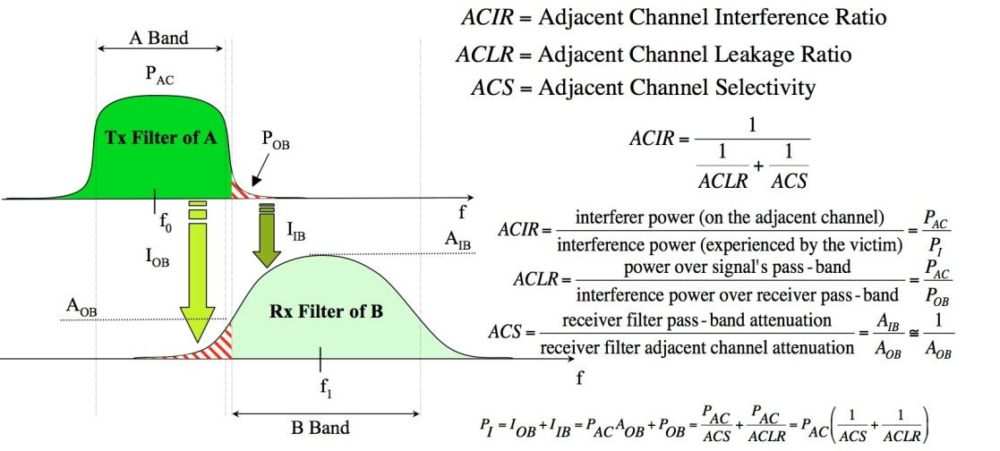 A Band
P_AC
Tx Filter of A
P_OB
f
f_0
I_OB
I_IB
A_IB
A_OB
Rx Filter of B
f
f_1
B Band
ACIR = Adjacent Channel Interference Ratio
ACLR = Adjacent Channel Leakage Ratio
ACS = Adjacent Channel Selectivity
ACIR = 1 / (1/ACLR + 1/ACS)
ACIR = interferer power (on the adjacent channel) / interference power (experienced by the victim) = P_AC / P_I
ACLR = power over signal's pass-band / interference power over receiver pass-band = P_AC / P_OB
ACS = receiver filter pass-band attenuation / receiver filter adjacent channel attenuation = A_IB / A_OB ≅ 1 / A_OB
P_I = I_OB + I_IB = P_AC A_OB + P_OB = P_AC / ACS + P_AC / ACLR = P_AC (1/ACS + 1/ACLR)